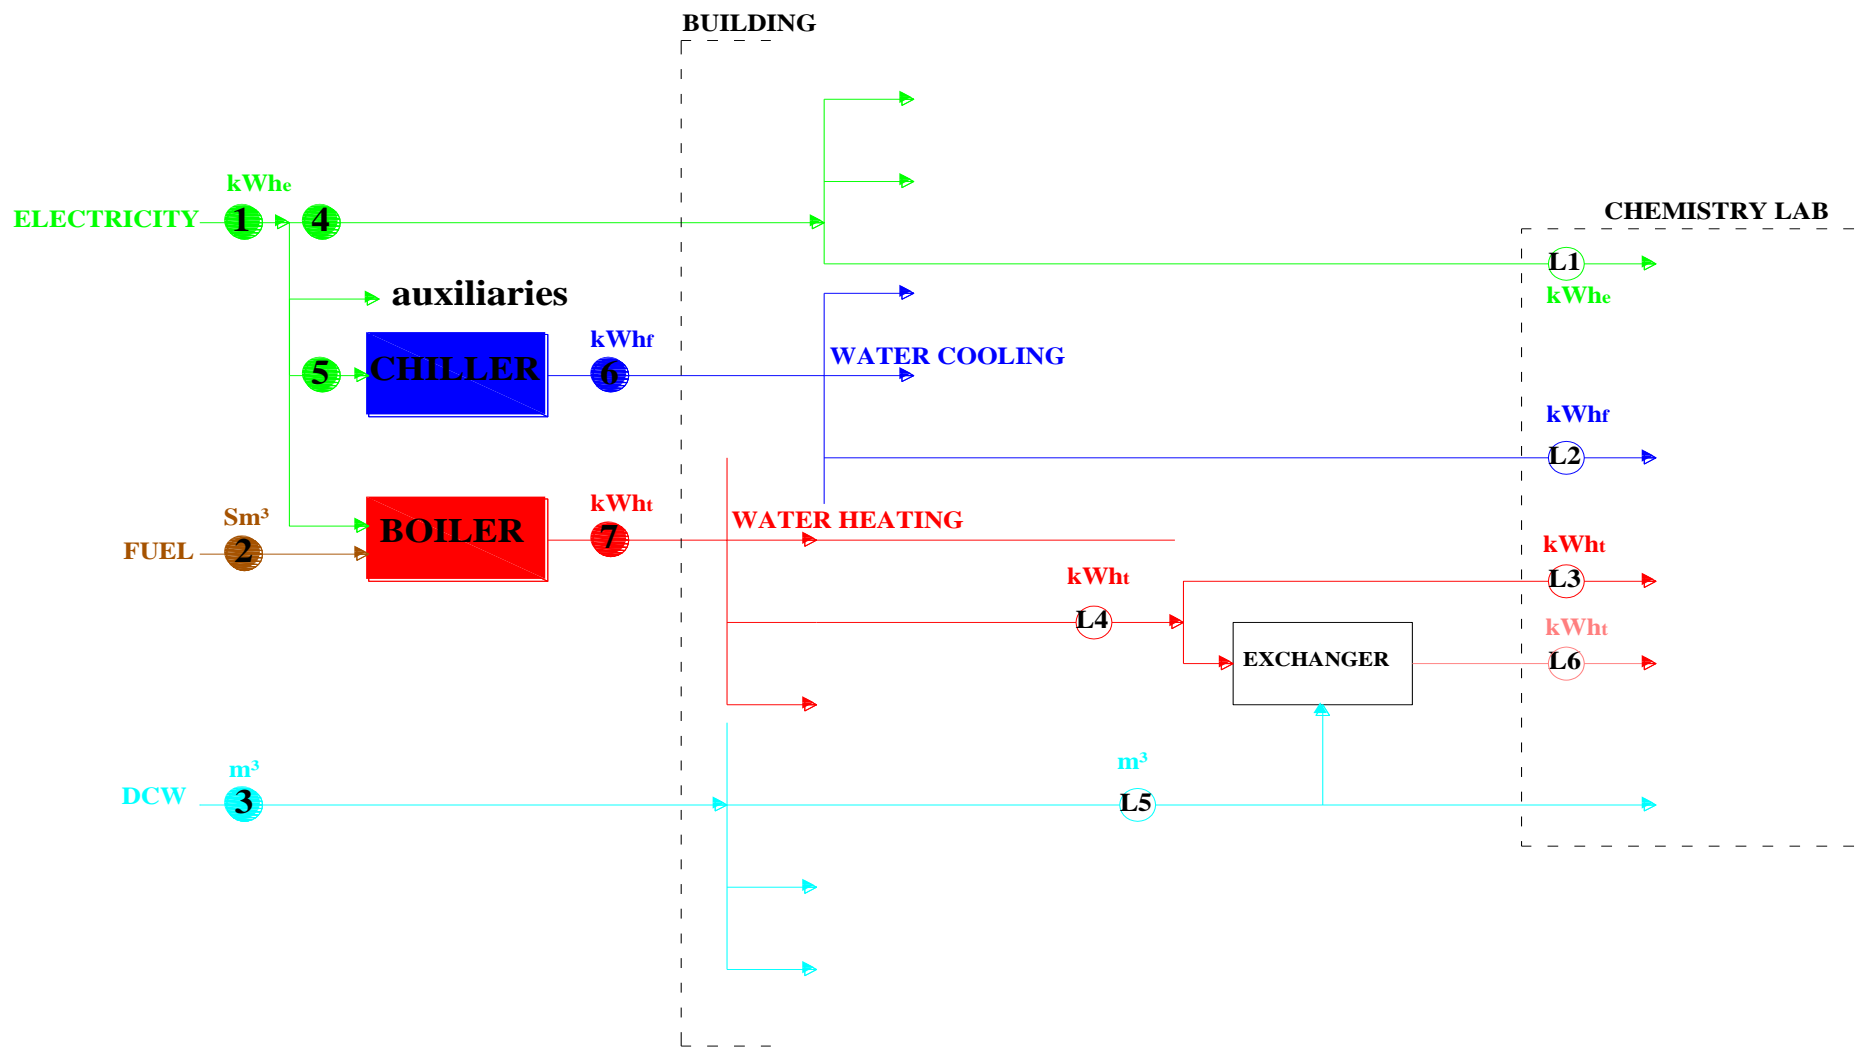 BUILDING
kWhe
ELECTRICITY
1
4
CHEMISTRY LAB
L1
kWhe
auxiliaries
kWhf
WATER COOLING
CHILLER
5
6
kWhf
L2
Sm³
kWht
WATER HEATING
BOILER
FUEL
2
7
kWht
L3
kWht
L4
kWht
EXCHANGER
L6
m³
m³
DCW
3
L5